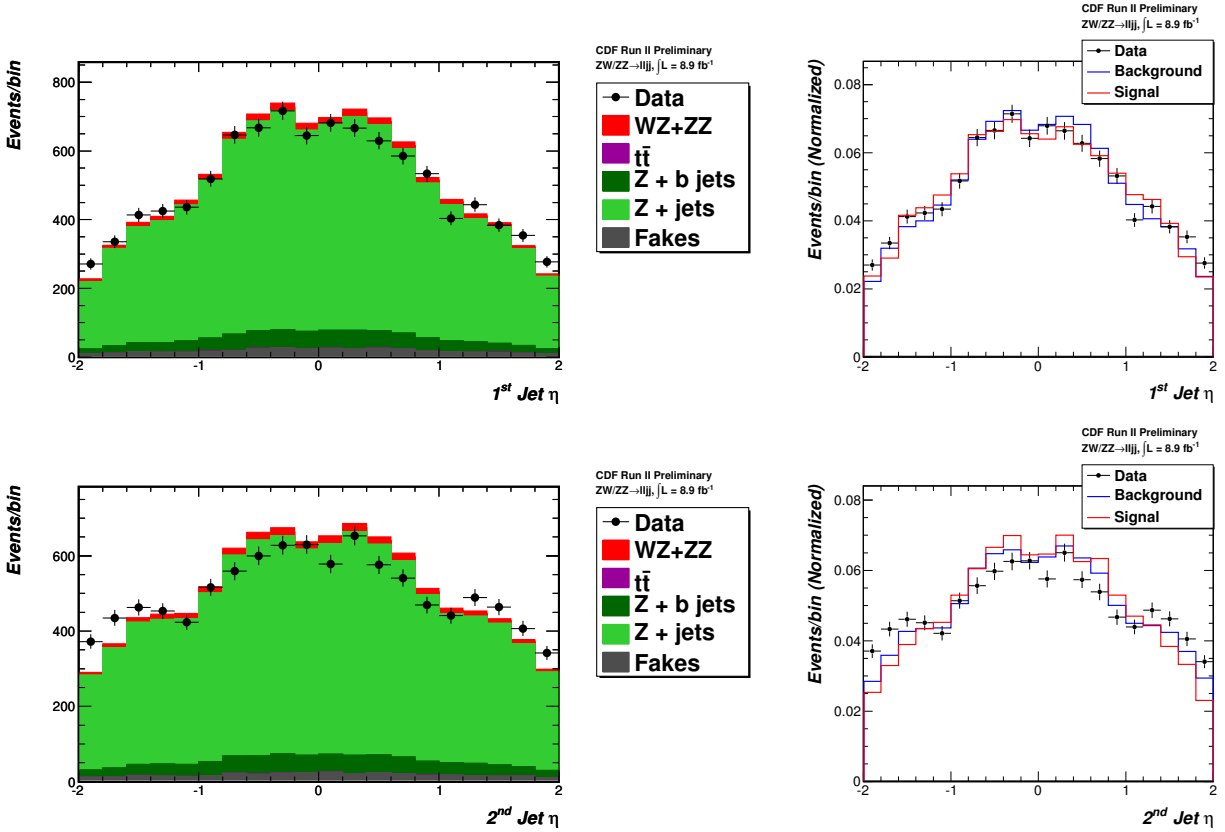 CDF Run II Preliminary
ZW/ZZ→lljj, ∫L = 8.9 fb⁻¹
Events/bin
800
600
400
200
0
-2
-1
0
1
2
1st Jet η
Data
WZ+ZZ
tt̄
Z + b jets
Z + jets
Fakes
CDF Run II Preliminary
ZW/ZZ→lljj, ∫L = 8.9 fb⁻¹
Data
Background
Signal
Events/bin (Normalized)
0.08
0.06
0.04
0.02
0
-2
-1
0
1
2
1st Jet η
CDF Run II Preliminary
ZW/ZZ→lljj, ∫L = 8.9 fb⁻¹
Events/bin
600
400
200
0
-2
-1
0
1
2
2nd Jet η
Data
WZ+ZZ
tt̄
Z + b jets
Z + jets
Fakes
CDF Run II Preliminary
ZW/ZZ→lljj, ∫L = 8.9 fb⁻¹
Data
Background
Signal
Events/bin (Normalized)
0.08
0.06
0.04
0.02
0
-2
-1
0
1
2
2nd Jet η